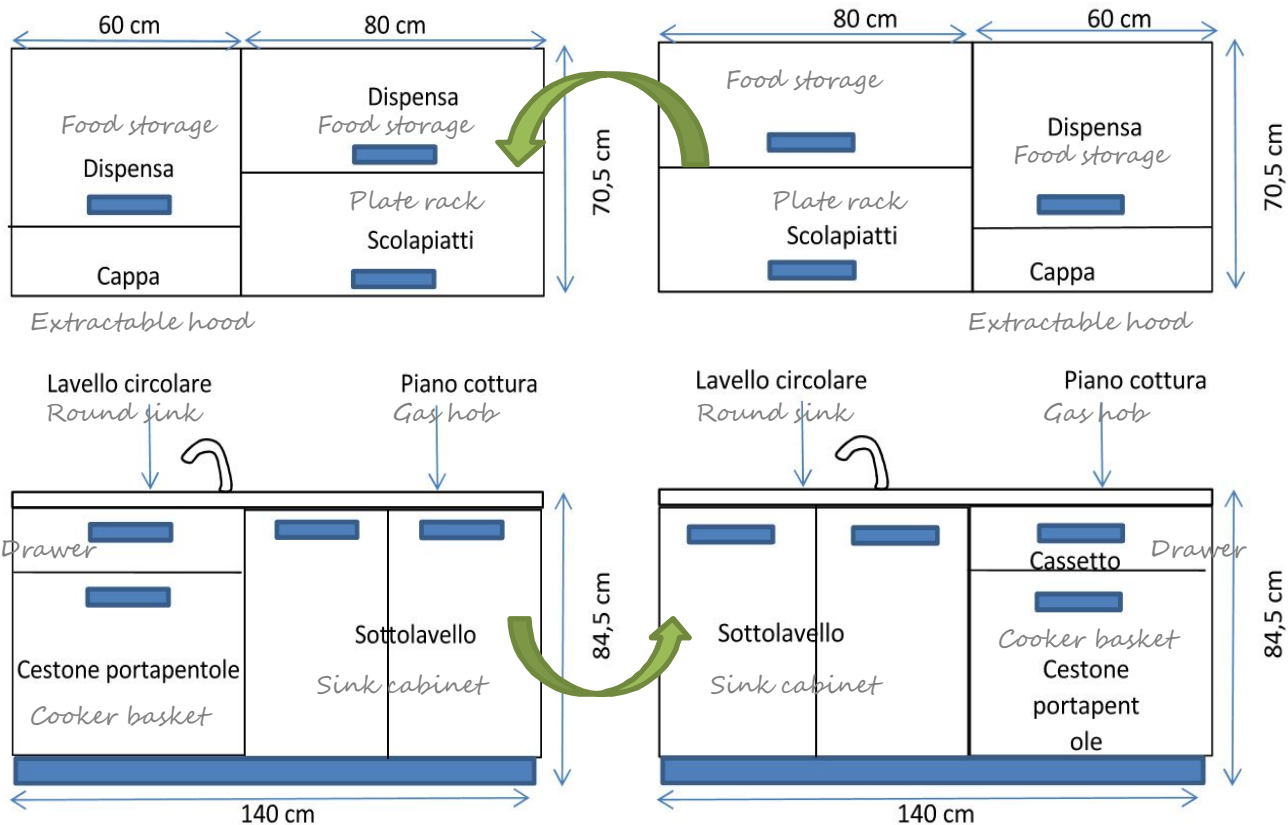 60 cm
80 cm
Dispensa
Food storage
Food storage
Dispensa
Plate rack
Scolapiatti
Cappa
Extractable hood
70,5 cm
80 cm
60 cm
Food storage
Dispensa
Food storage
Plate rack
Scolapiatti
Cappa
Extractable hood
70,5 cm
Lavello circolare
Round sink
Piano cottura
Gas hob
Drawer
Sottolavello
Cestone portapentole
Sink cabinet
Cooker basket
84,5 cm
140 cm
Lavello circolare
Round sink
Piano cottura
Gas hob
Cassetto
Drawer
Sottolavello
Cooker basket
Sink cabinet
Cestone
portapent
ole
84,5 cm
140 cm